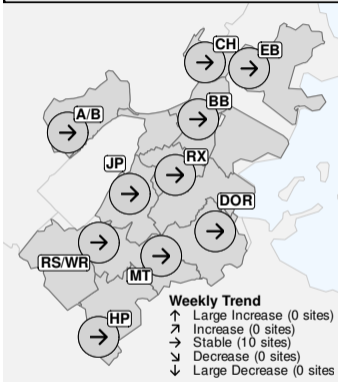 CH
EB
BB
A/B
RX
JP
DOR
RS/WR
MT
HP
Weekly Trend
↑ Large Increase (0 sites)
↗ Increase (0 sites)
→ Stable (10 sites)
↘ Decrease (0 sites)
↓ Large Decrease (0 sites